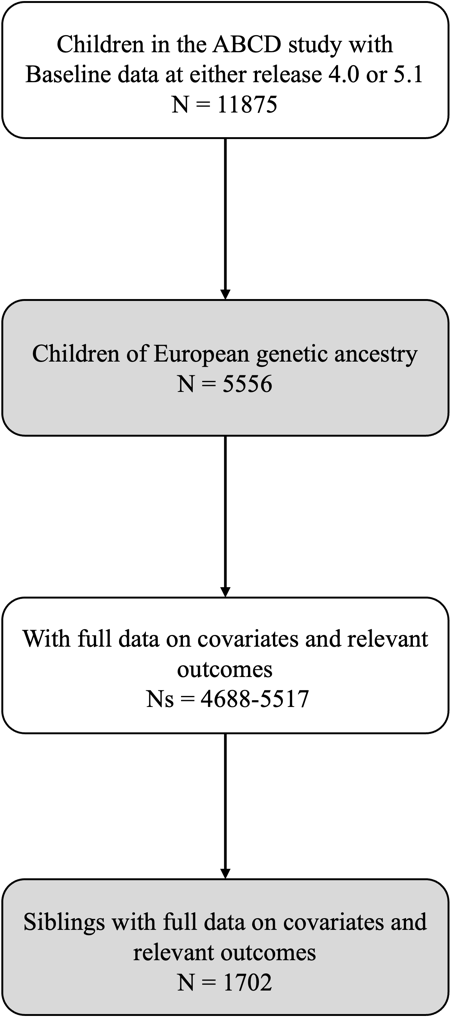 Children in the ABCD study with
Baseline data at either release 4.0 or 5.1
N = 11875
Children of European genetic ancestry
N = 5556
With full data on covariates and relevant
outcomes
Ns = 4688-5517
Siblings with full data on covariates and
relevant outcomes
N = 1702